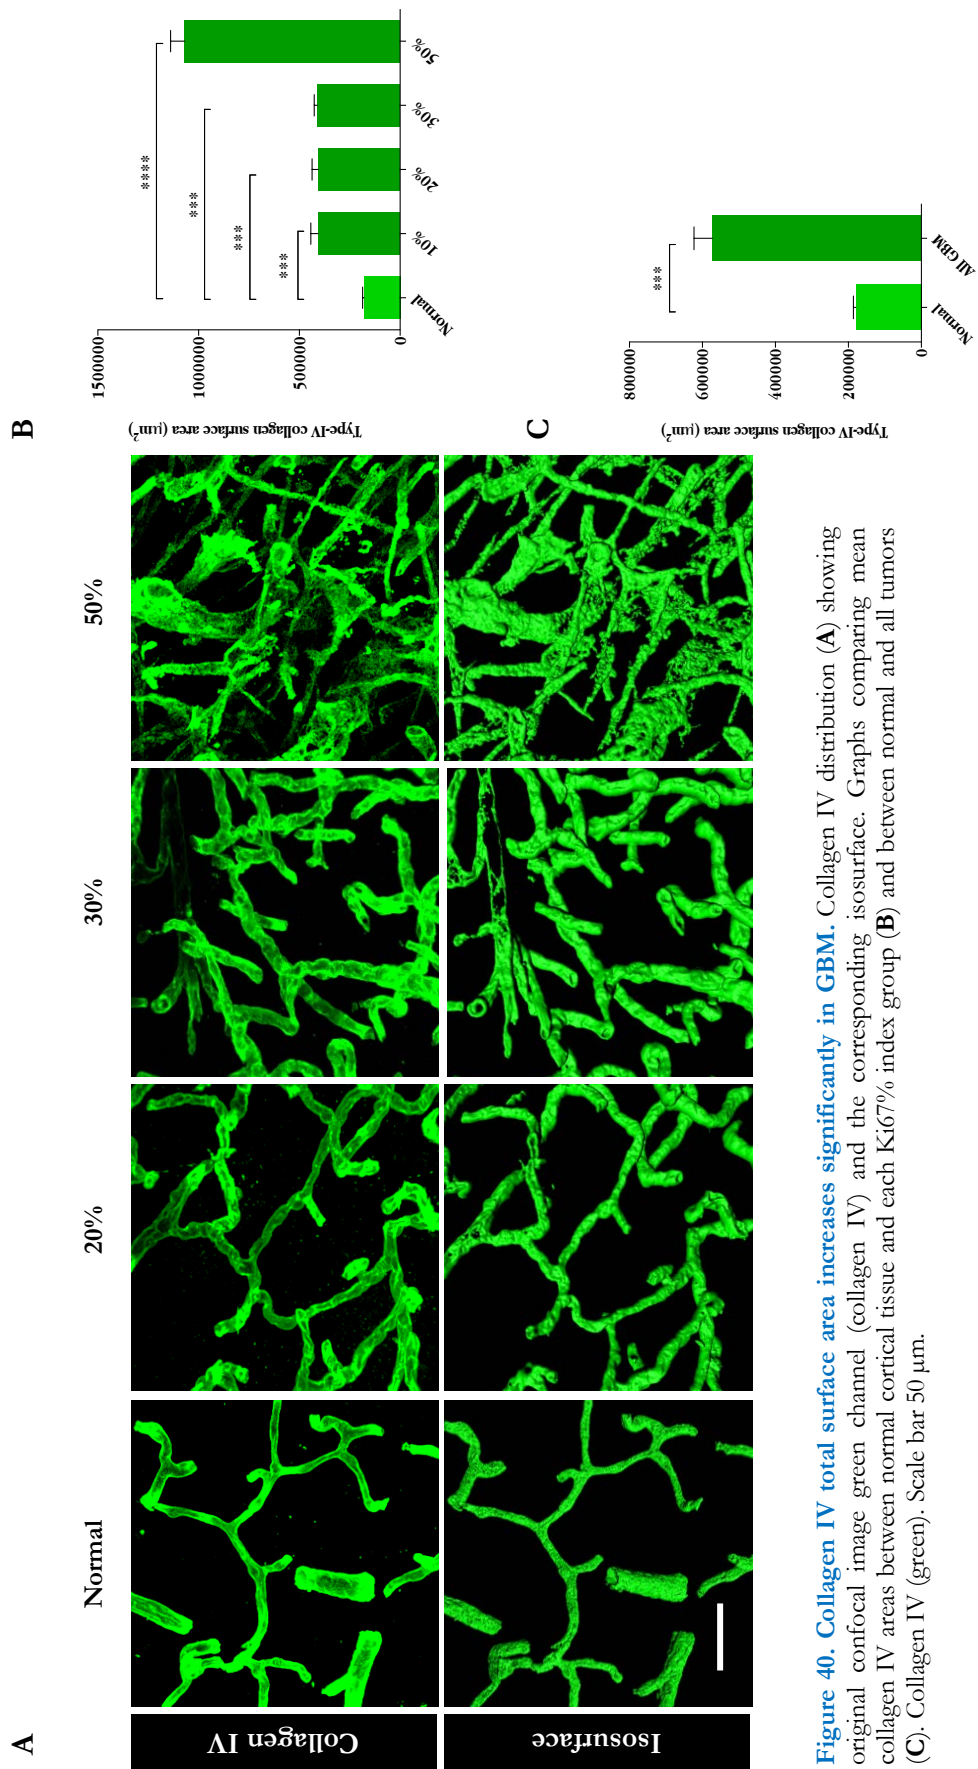 A
Normal
20%
30%
50%
Collagen IV
Isosurface
B
Type-IV collagen surface area (μm²)
1500000
1000000
500000
0
****
***
***
***
Normal
10%
20%
30%
50%
C
Type-IV collagen surface area (μm²)
800000
600000
400000
200000
0
***
Normal
All GBM
Figure 40. Collagen IV total surface area increases significantly in GBM. Collagen IV distribution (A) showing
original confocal image green channel (collagen IV) and the corresponding isosurface. Graphs comparing mean
collagen IV areas between normal cortical tissue and each Ki67% index group (B) and between normal and all tumors
(C). Collagen IV (green). Scale bar 50 μm.